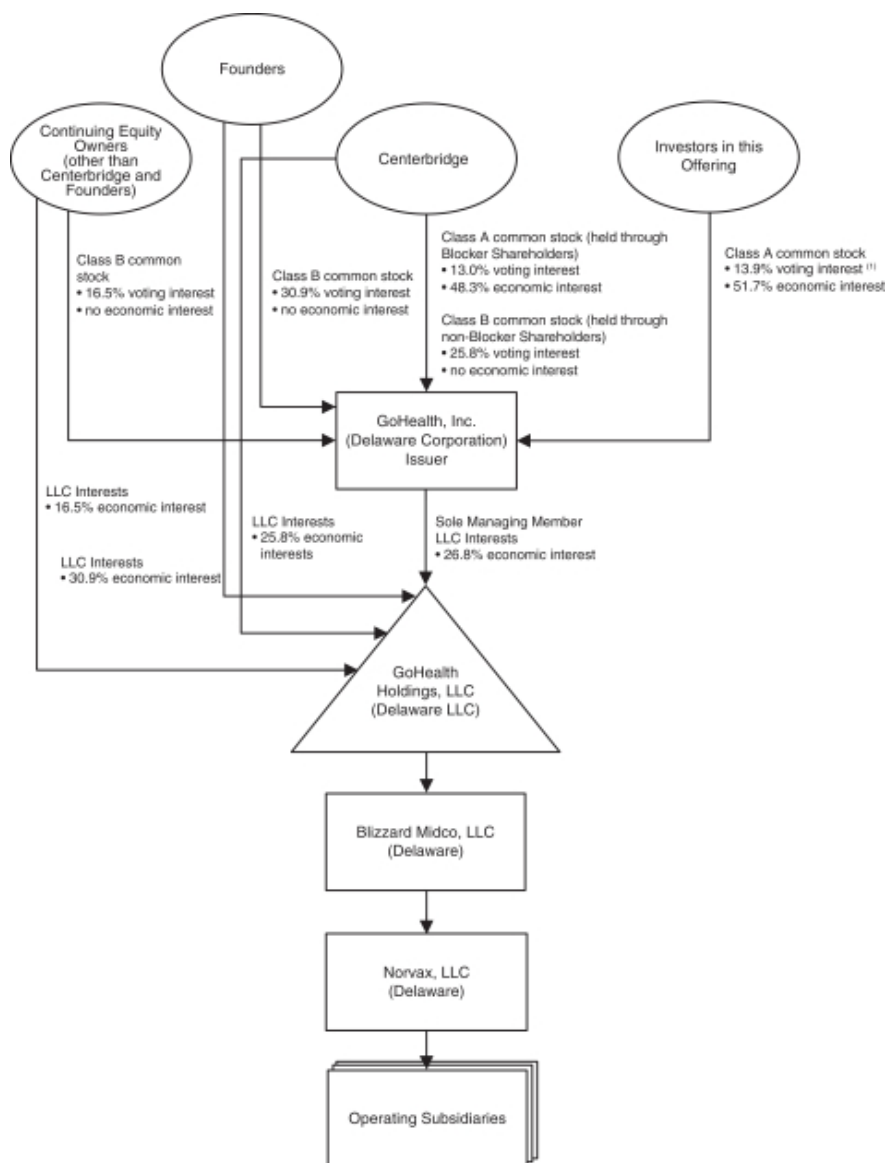 Founders
Continuing Equity
Owners
(other than
Centerbridge and
Founders)
Centerbridge
Investors in this
Offering
Class B common
stock
• 16.5% voting interest
• no economic interest
Class B common stock
• 30.9% voting interest
• no economic interest
Class A common stock (held through
Blocker Shareholders)
• 13.0% voting interest
• 48.3% economic interest
Class B common stock (held through
non-Blocker Shareholders)
• 25.8% voting interest
• no economic interest
Class A common stock
• 13.9% voting interest (1)
• 51.7% economic interest
GoHealth, Inc.
(Delaware Corporation)
Issuer
LLC Interests
• 16.5% economic interest
LLC Interests
• 30.9% economic interest
LLC Interests
• 25.8% economic
interests
Sole Managing Member
LLC Interests
• 26.8% economic interest
GoHealth
Holdings, LLC
(Delaware LLC)
Blizzard Midco, LLC
(Delaware)
Norvax, LLC
(Delaware)
Operating Subsidiaries